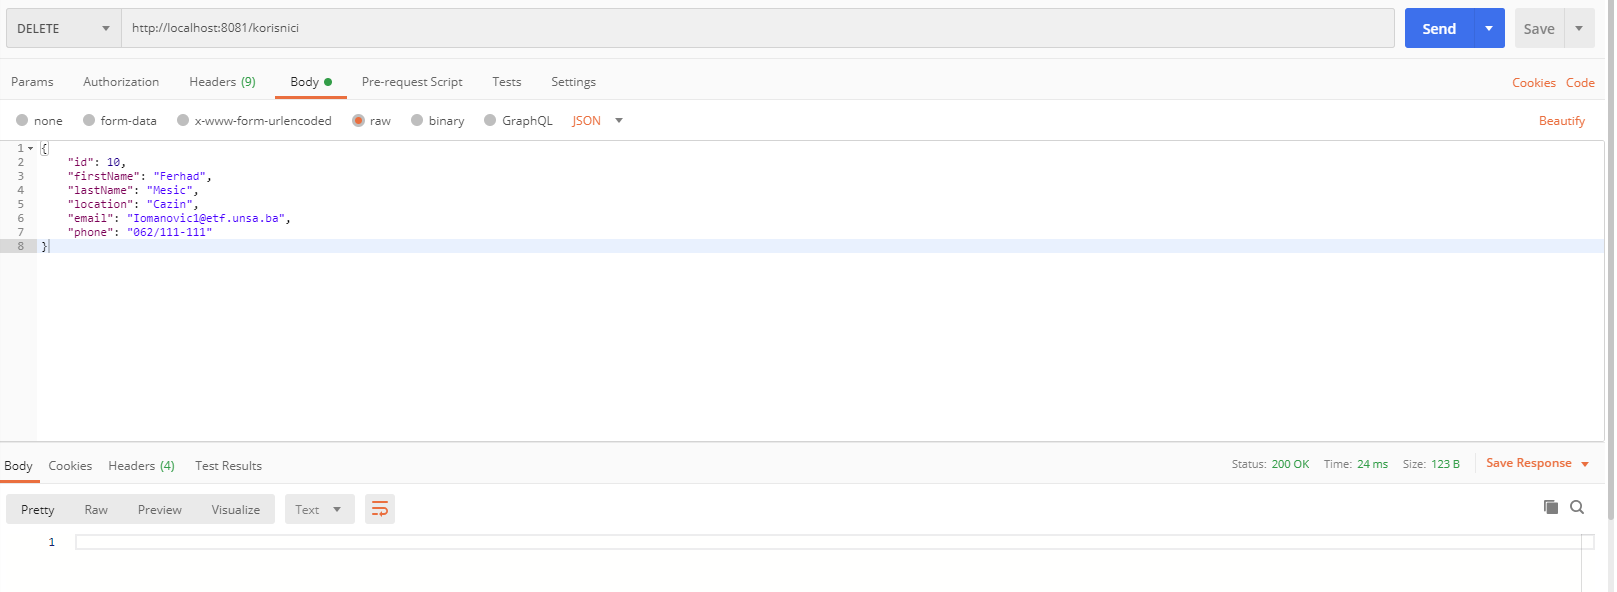 DELETE http://localhost:8081/korisnici Send Save
Params Authorization Headers (9) Body Pre-request Script Tests Settings Cookies Code
none form-data x-www-form-urlencoded raw binary GraphQL JSON Beautify
1 {
2 "id": 10,
3 "firstName": "Ferhad",
4 "lastName": "Mesic",
5 "location": "Cazin",
6 "email": "Iomanovic1@etf.unsa.ba",
7 "phone": "062/111-111"
8 }
Body Cookies Headers (4) Test Results Status: 200 OK Time: 24 ms Size: 123 B Save Response
Pretty Raw Preview Visualize Text
1